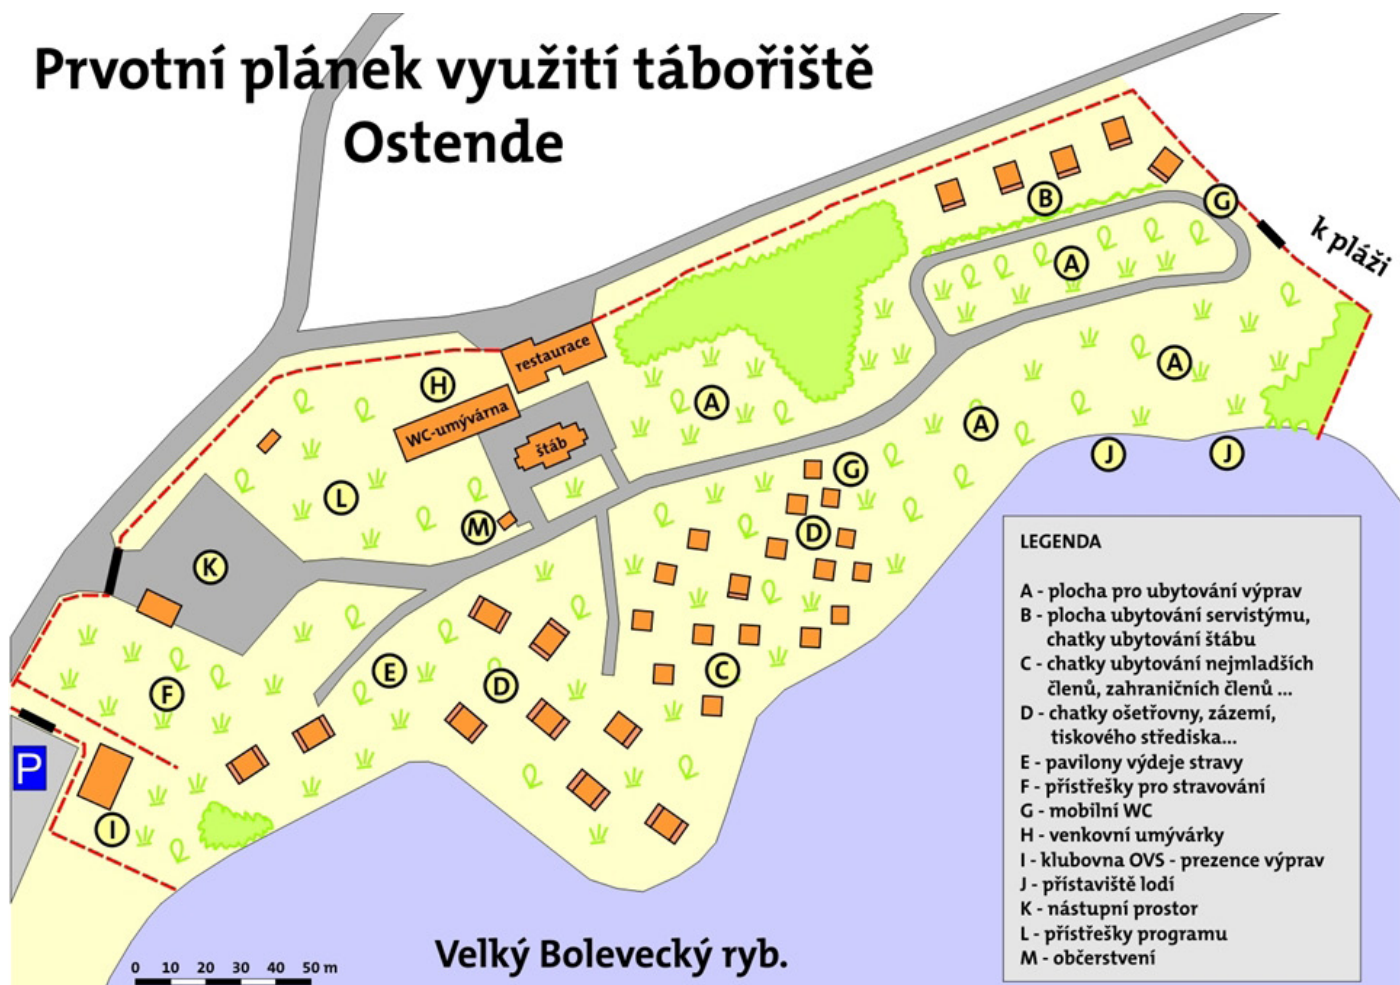 Prvotní plánek využití tábořiště
Ostende
B
G
k pláži
A
restaurace
H
A
A
WC-umývárna
A
štáb
J
J
G
L
M
D
K
E
D
C
F
P
I
LEGENDA
A - plocha pro ubytování výprav
B - plocha ubytování servistýmu,
chatky ubytování štábu
C - chatky ubytování nejmladších
členů, zahraničních členů ...
D - chatky ošetřovny, zázemí,
tiskového střediska...
E - pavilony výdeje stravy
F - přístřešky pro stravování
G - mobilní WC
H - venkovní umývárky
I - klubovna OVS - prezence výprav
J - přístaviště lodí
K - nástupní prostor
L - přístřešky programu
M - občerstvení
Velký Bolevecký ryb.
0 10 20 30 40 50 m